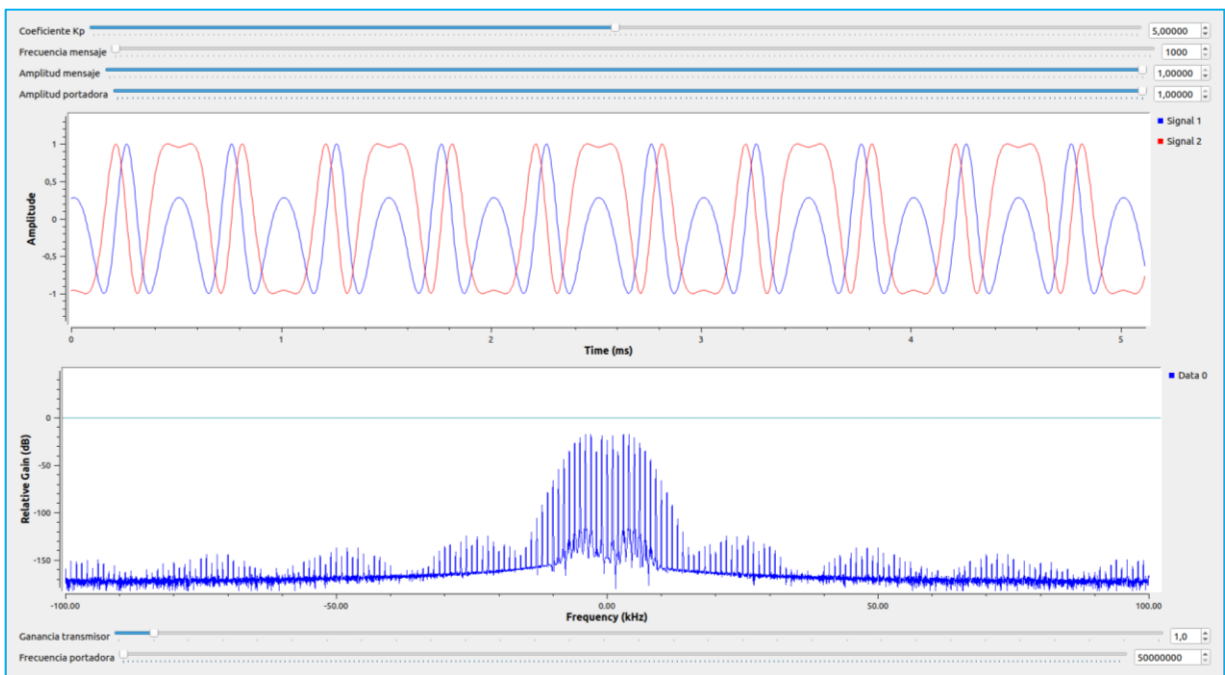 Coeficiente Kp 5,00000
Frecuencia mensaje 1000
Amplitud mensaje 1,00000
Amplitud portadora 1,00000
Signal 1
Signal 2
Amplitude
1
0,5
0
-0,5
-1
0 1 2 3 4 5
Time (ms)
Data 0
Relative Gain (dB)
0
-50
-100
-150
-100.00 -50.00 0.00 50.00 100.00
Frequency (kHz)
Ganancia transmisor 1,0
Frecuencia portadora 50000000